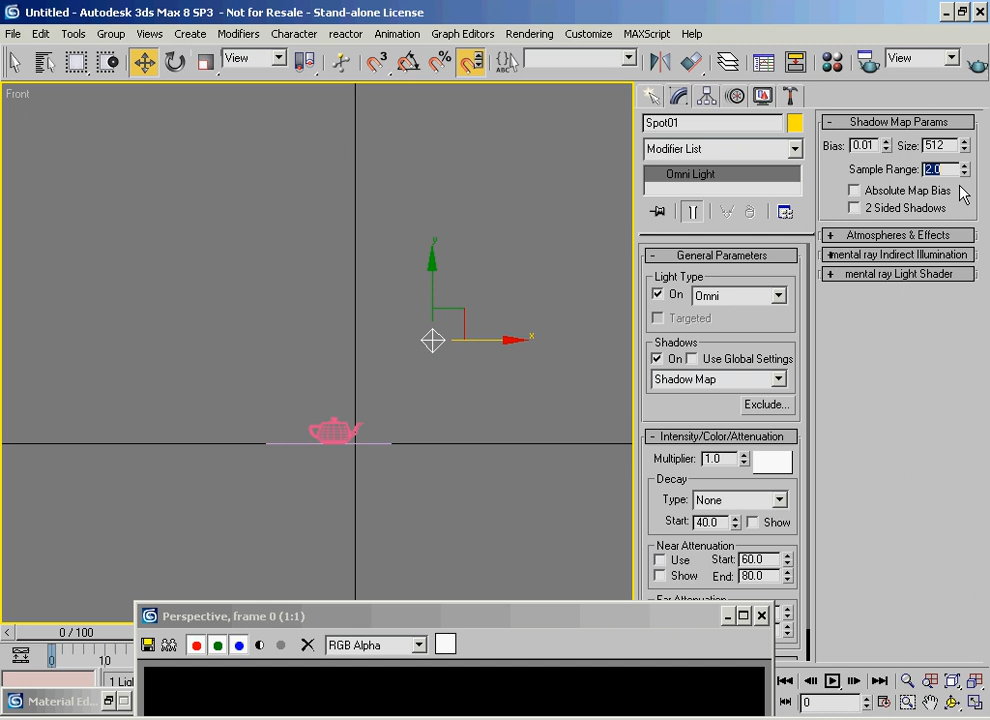 Untitled - Autodesk 3ds Max 8 SP3 - Not for Resale - Stand-alone License
File Edit Tools Group Views Create Modifiers Character reactor Animation Graph Editors Rendering Customize MAXScript Help
View
3
%
ABC
View
Front
y
x
Spot01
Modifier List
Omni Light
- General Parameters
Light Type
On Omni
Targeted
Shadows
On Use Global Settings
Shadow Map
Exclude...
- Intensity/Color/Attenuation
Multiplier: 1.0
Decay
Type: None
Start: 40.0 Show
Near Attenuation
Use Start: 60.0
Show End: 80.0
Far Attenuation
- Shadow Map Params
Bias: 0.01 Size: 512
Sample Range: 2.0
Absolute Map Bias
2 Sided Shadows
+ Atmospheres & Effects
+ mental ray Indirect Illumination
+ mental ray Light Shader
0 / 100
0 10
Perspective, frame 0 (1:1)
RGB Alpha
Material Ed...
0